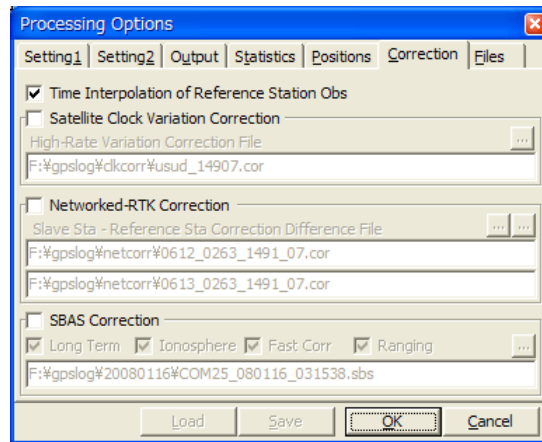 Processing Options
Setting1 Setting2 Output Statistics Positions Correction Files
Time Interpolation of Reference Station Obs
Satellite Clock Variation Correction
High-Rate Variation Correction File
...
F:¥gpslog¥clkcorr¥usud_14907.cor
Networked-RTK Correction
Slave Sta - Reference Sta Correction Difference File
... ...
F:¥gpslog¥netcorr¥0612_0263_1491_07.cor
F:¥gpslog¥netcorr¥0613_0263_1491_07.cor
SBAS Correction
Long Term Ionosphere Fast Corr Ranging ...
F:¥gpslog¥20080116¥COM25_080116_031538.sbs
Load Save OK Cancel